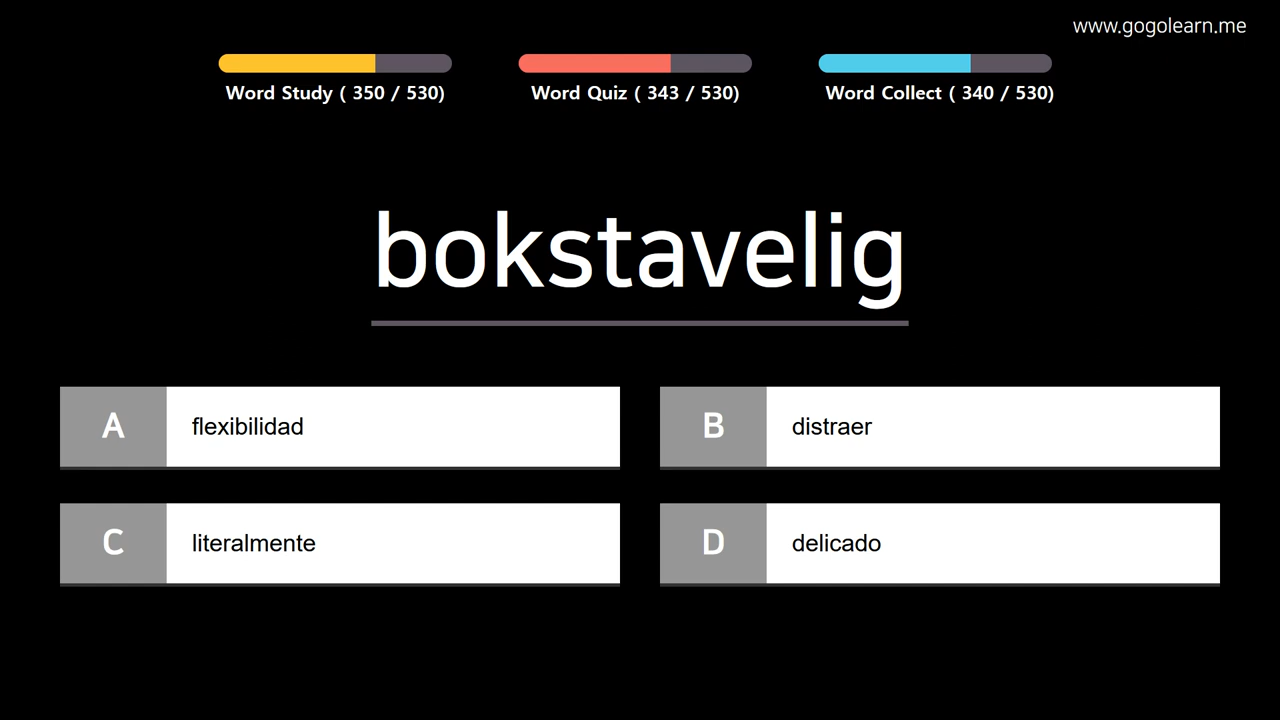 www.gogolearn.me
Word Study ( 350 / 530)
Word Quiz ( 343 / 530)
Word Collect ( 340 / 530)
bokstavelig
A
flexibilidad
B
distraer
C
literalmente
D
delicado